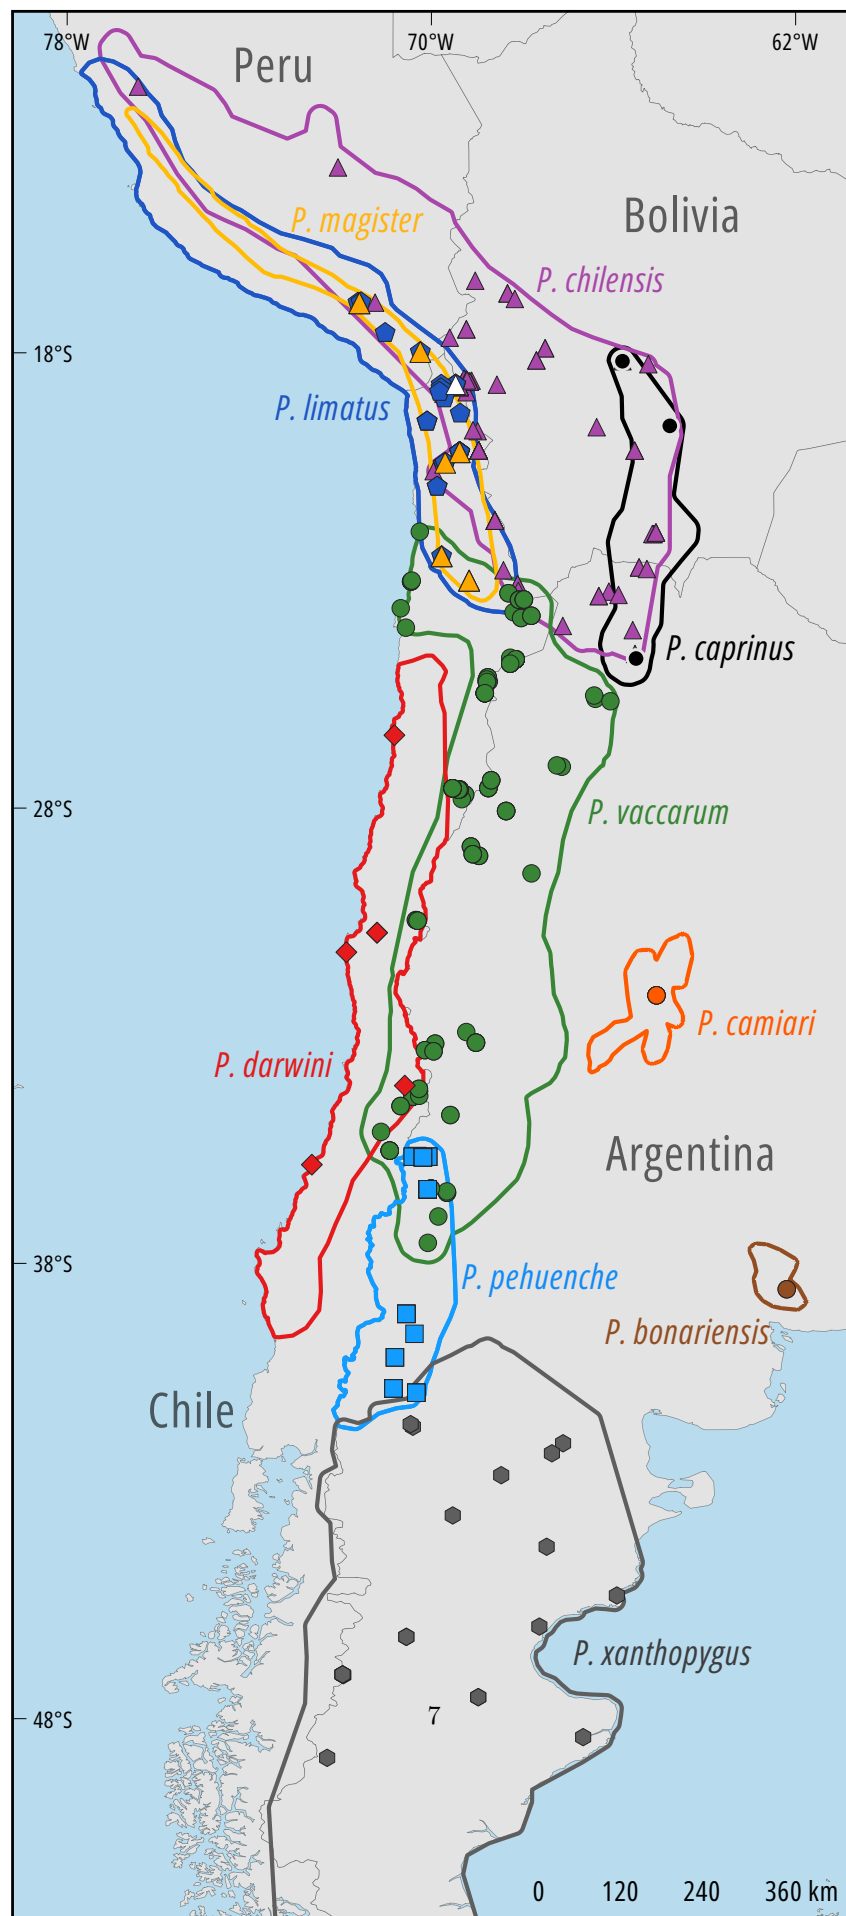 78°W 70°W 62°W
Peru
Bolivia
P. magister
P. chilensis
18°S
P. limatus
P. caprinus
28°S
P. vaccarum
P. camiari
P. darwini
Argentina
38°S
P. pehuenche
P. bonariensis
Chile
P. xanthopygus
7
48°S
0 120 240 360 km